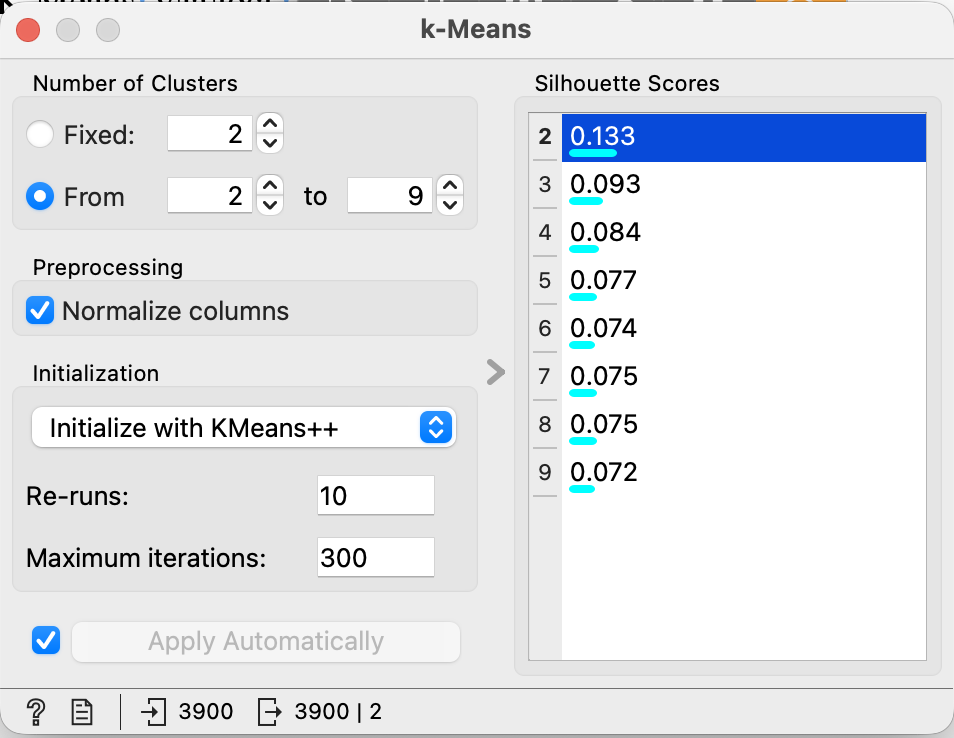 k-Means
Number of Clusters
Fixed: 2
From 2 to 9
Preprocessing
Normalize columns
Initialization
Initialize with KMeans++
Re-runs: 10
Maximum iterations: 300
Apply Automatically
Silhouette Scores
2 0.133
3 0.093
4 0.084
5 0.077
6 0.074
7 0.075
8 0.075
9 0.072
? 3900 3900 | 2